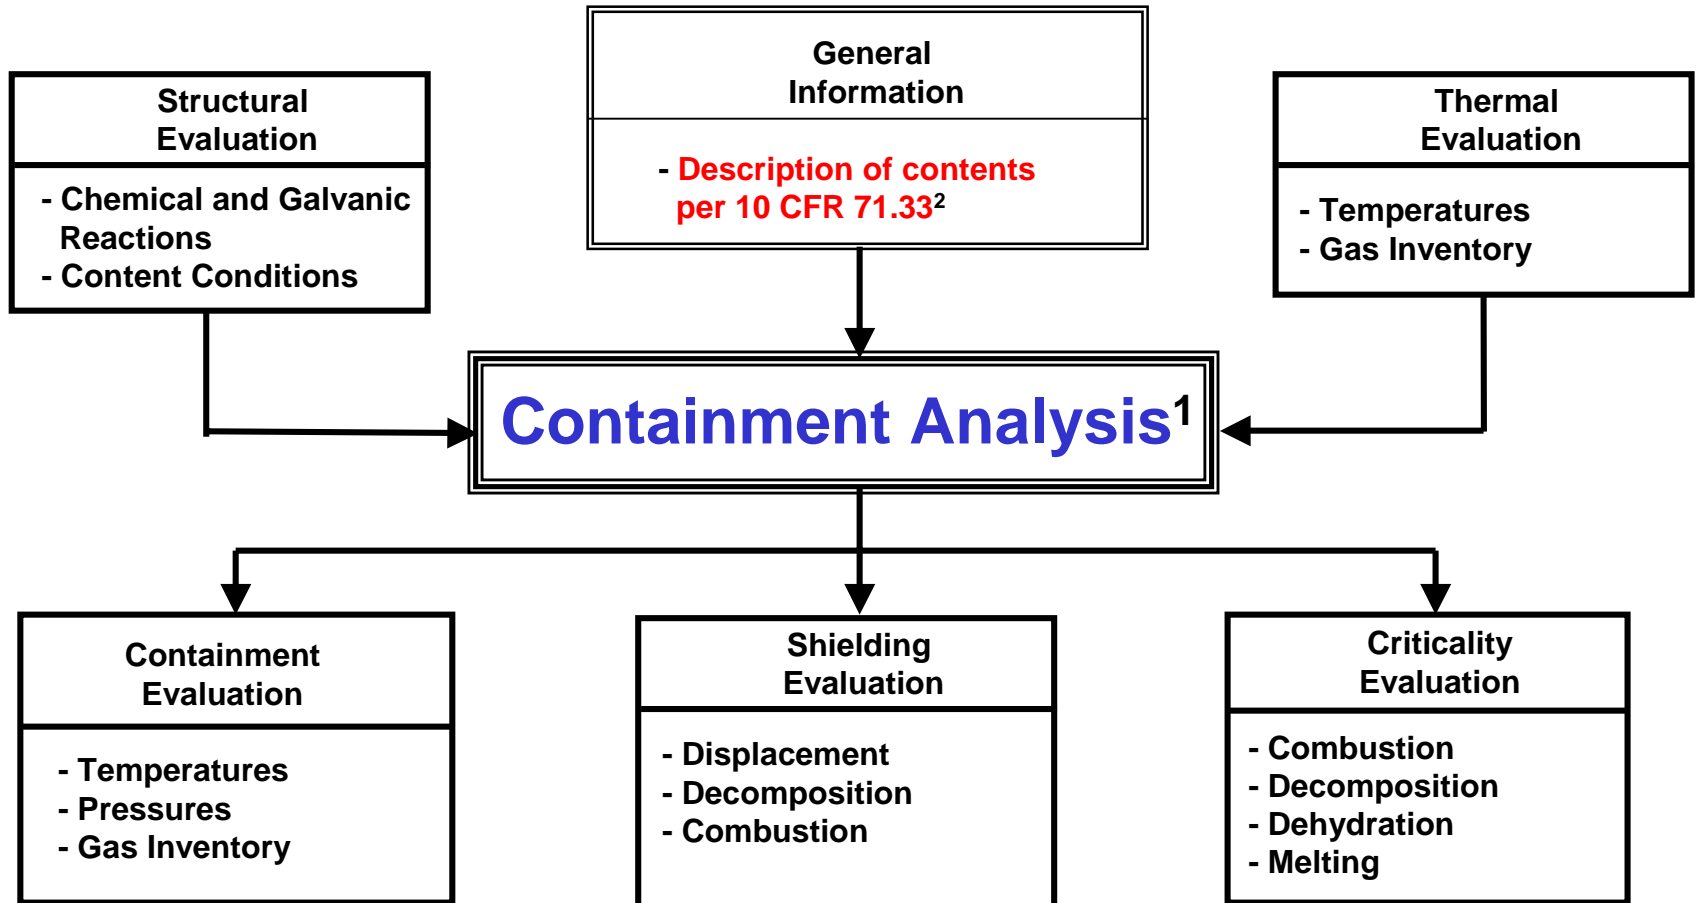 General
Information
- Description of contents
per 10 CFR 71.33²
Structural
Evaluation
- Chemical and Galvanic
Reactions
- Content Conditions
Thermal
Evaluation
- Temperatures
- Gas Inventory
Containment Analysis¹
Containment
Evaluation
- Temperatures
- Pressures
- Gas Inventory
Shielding
Evaluation
- Displacement
- Decomposition
- Combustion
Criticality
Evaluation
- Combustion
- Decomposition
- Dehydration
- Melting